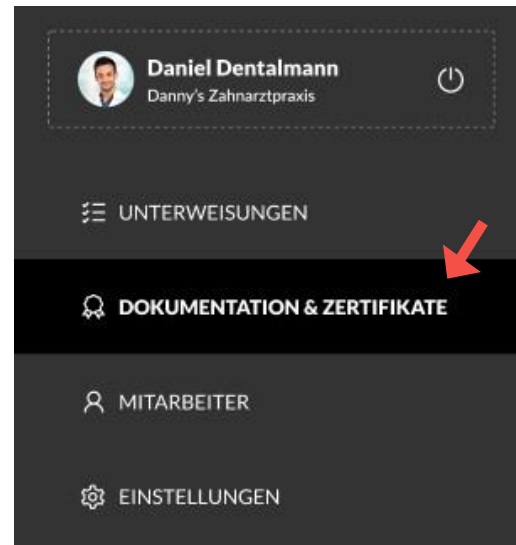 Daniel Dentalmann
Danny's Zahnarztpraxis
UNTERWEISUNGEN
DOKUMENTATION & ZERTIFIKATE
MITARBEITER
EINSTELLUNGEN